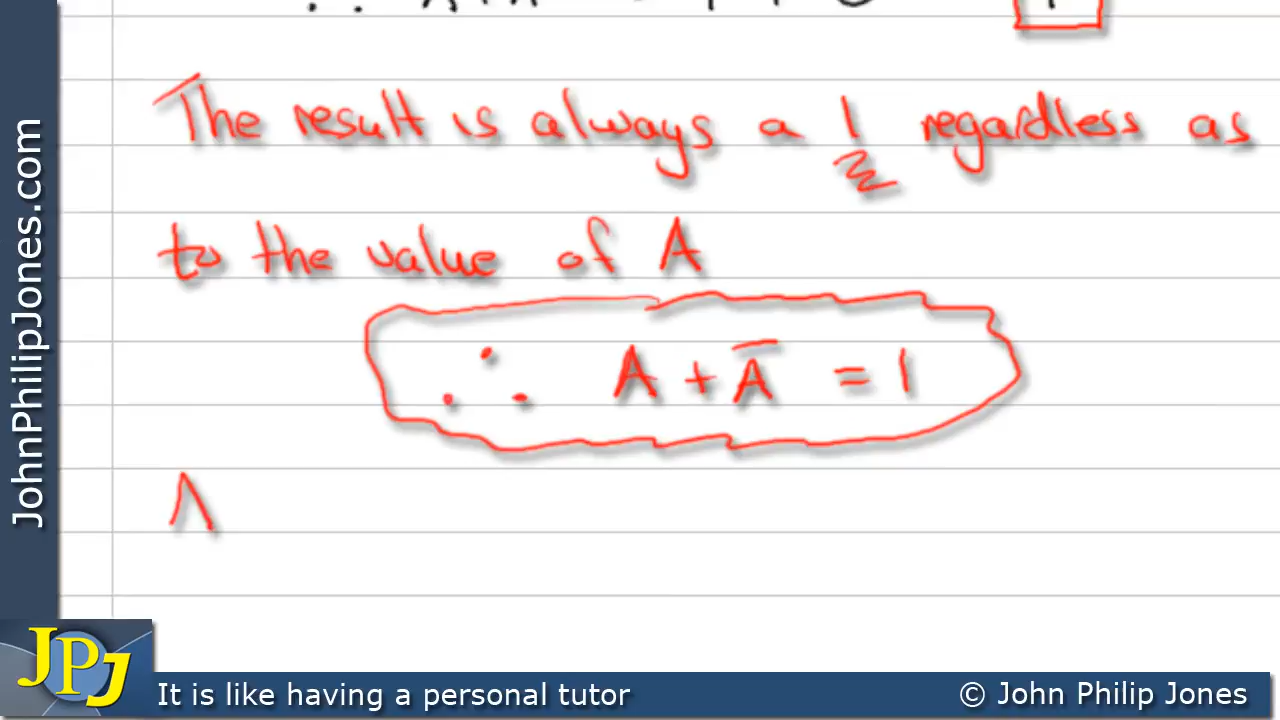 The result is always a 1 regardless as
to the value of A
∴ A + A̅ = 1
JohnPhilipJones.com
JPJ
It is like having a personal tutor
© John Philip Jones